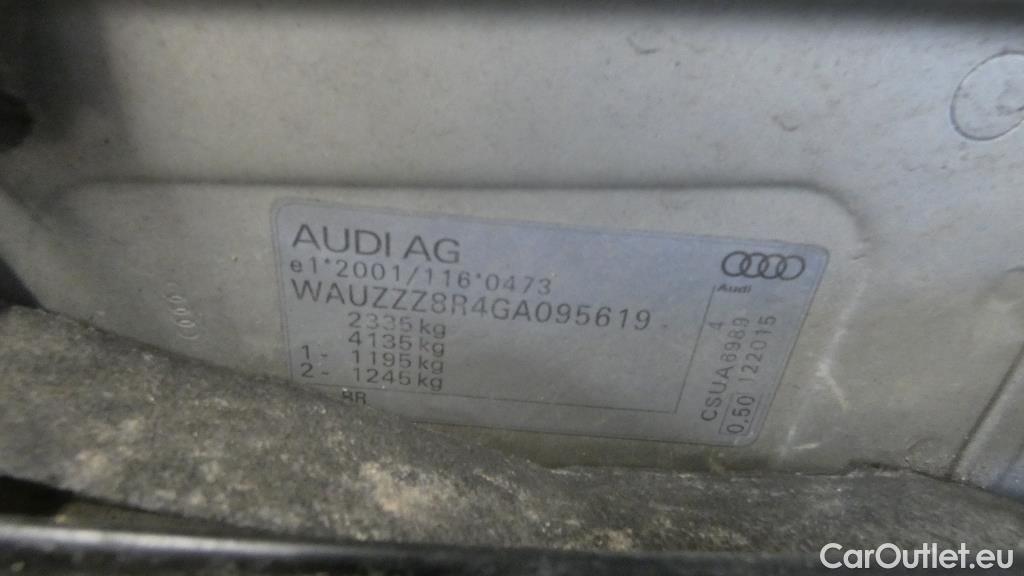 AUDI AG
Audi
e1*2001/116*0473
WAUZZZ8R4GA095619
2335 kg
4135 kg
1 - 1195 kg
2 - 1245 kg
8R
4
CSUA6989
0,50 122015
CarOutlet.eu